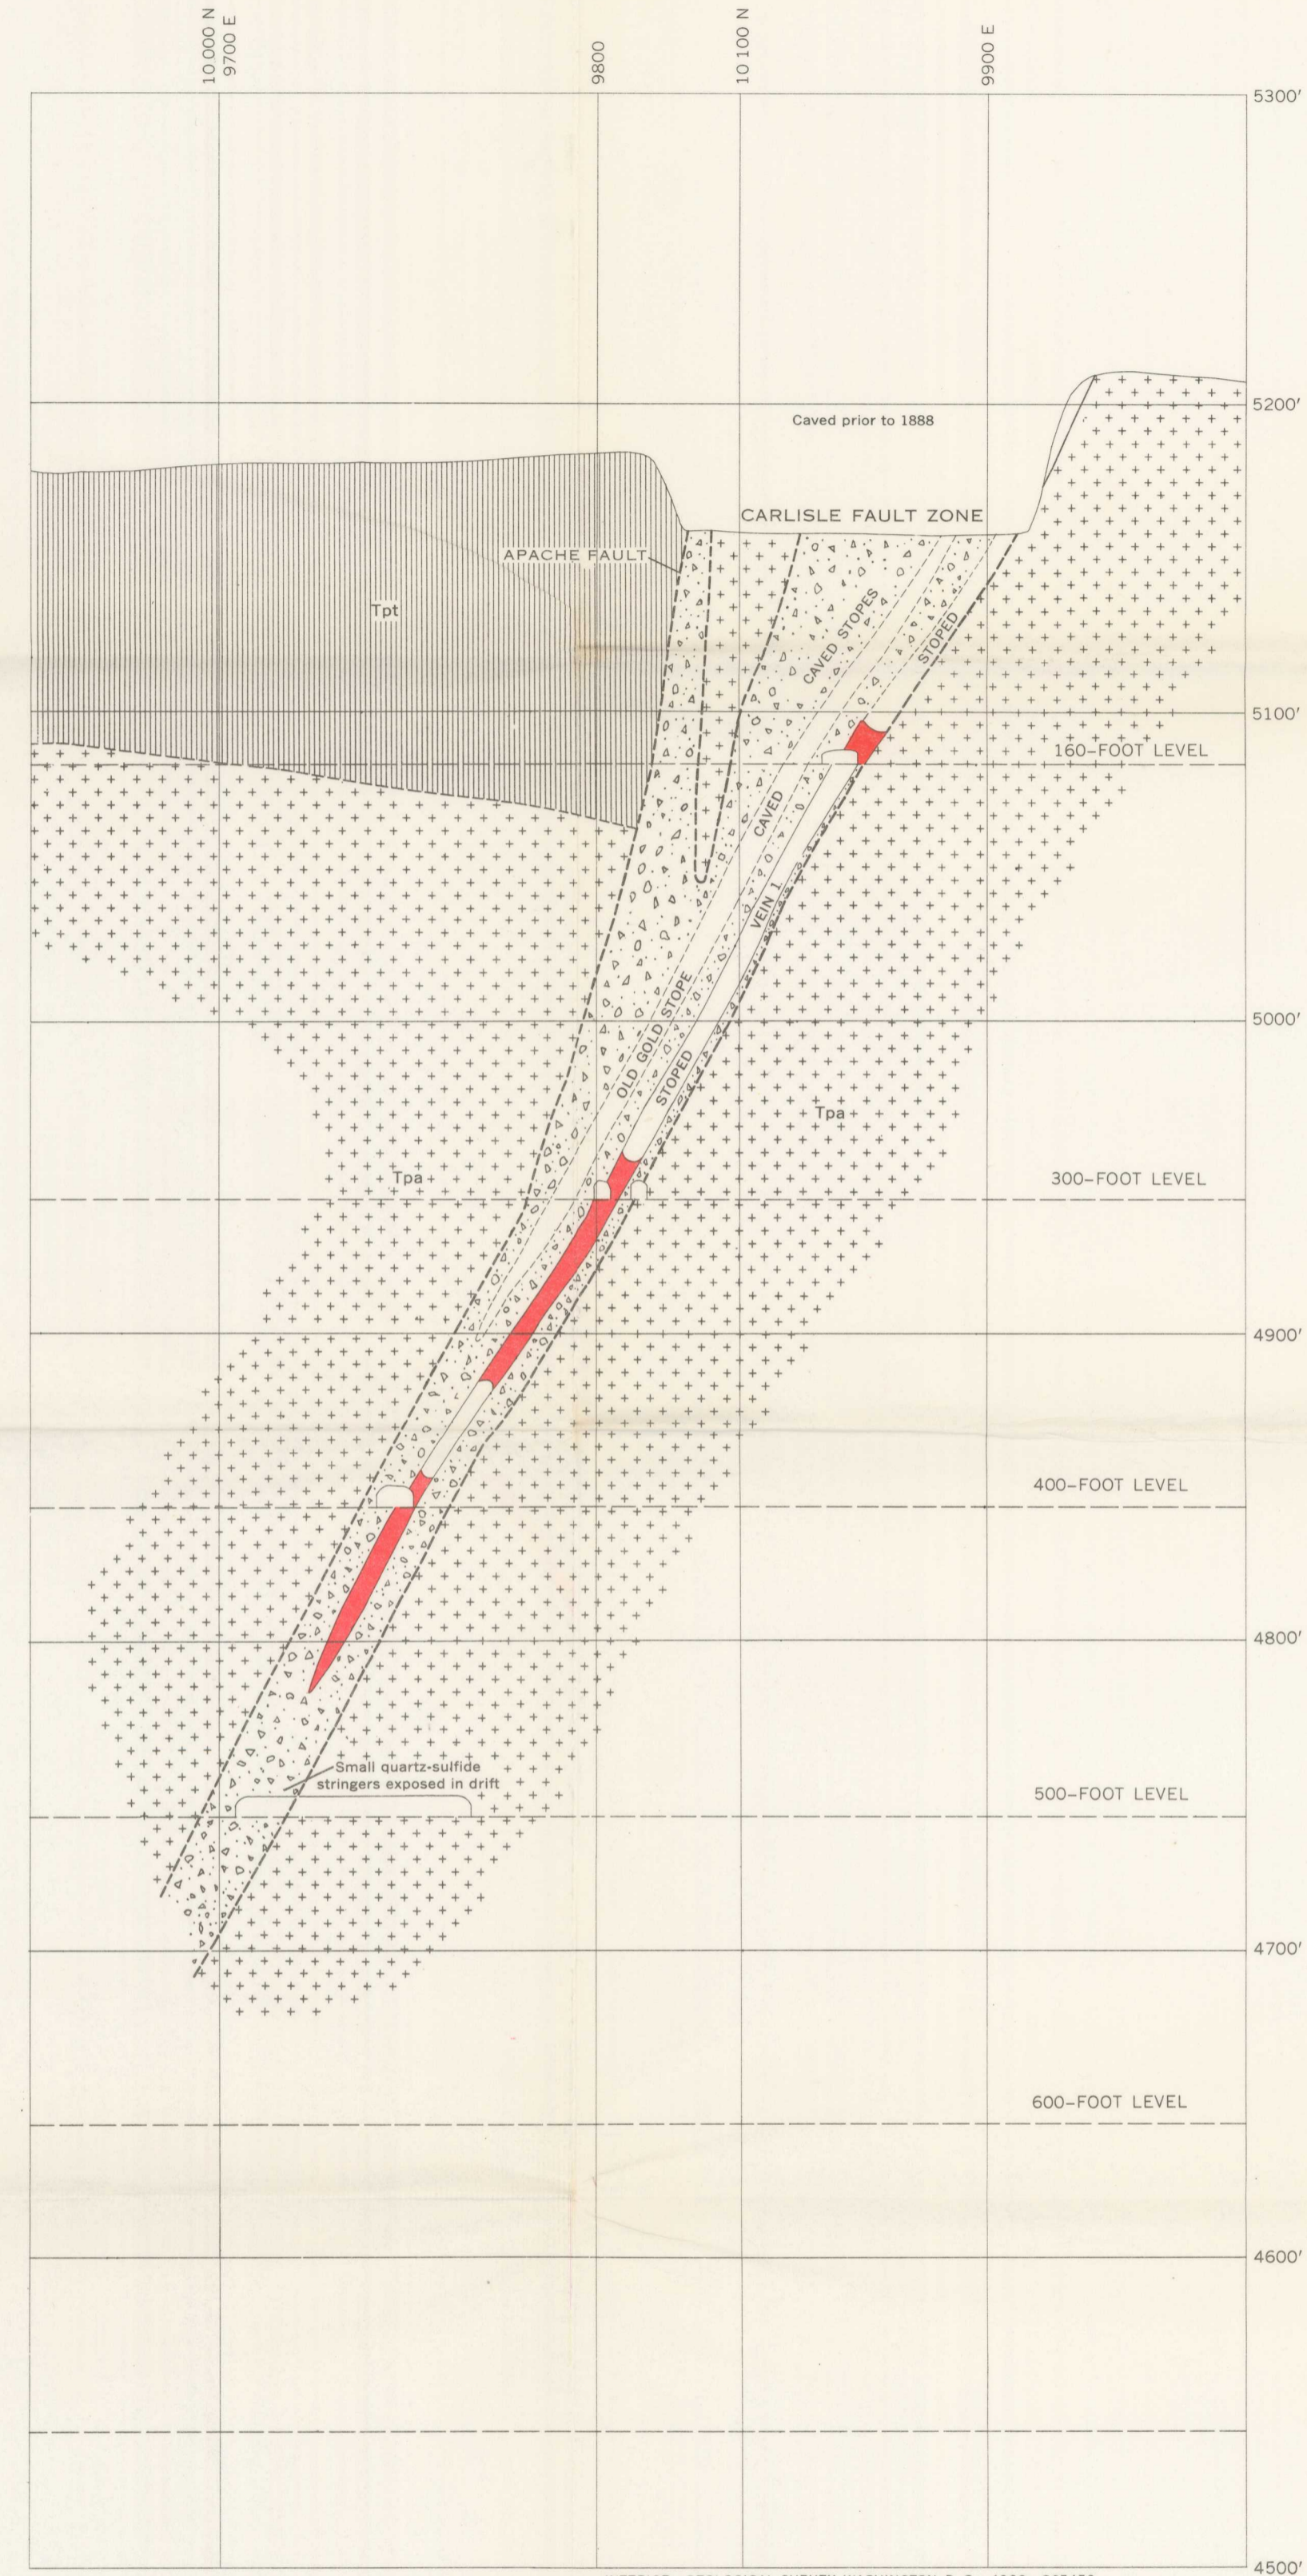 10 000 N
9700 E
9800
10 100 N
9900 E
5300'
5200'
Caved prior to 1888
CARLISLE FAULT ZONE
APACHE FAULT
CAVED STOPES
STOPED
Tpt
5100'
160-FOOT LEVEL
CAVED
VEIN 1
5000'
OLD GOLD STOPE
STOPED
Tpa
Tpa
300-FOOT LEVEL
4900'
400-FOOT LEVEL
4800'
Small quartz-sulfide
stringers exposed in drift
500-FOOT LEVEL
4700'
600-FOOT LEVEL
4600'
4500'